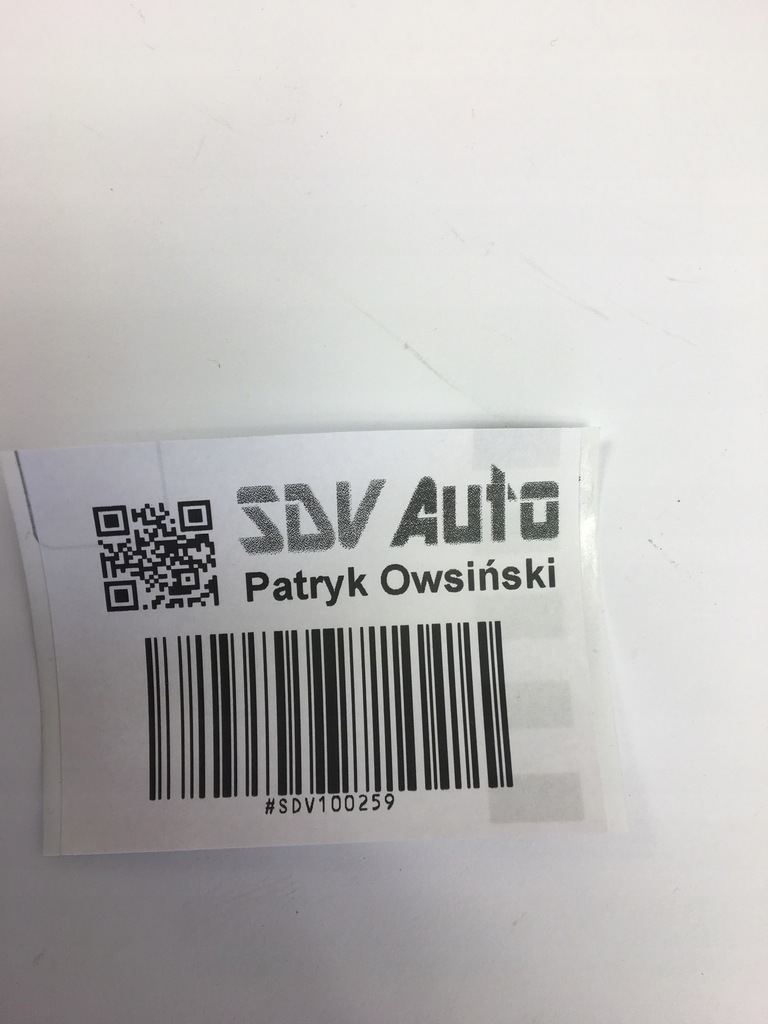 SDV Auto
Patryk Owsiński
#SDV100259